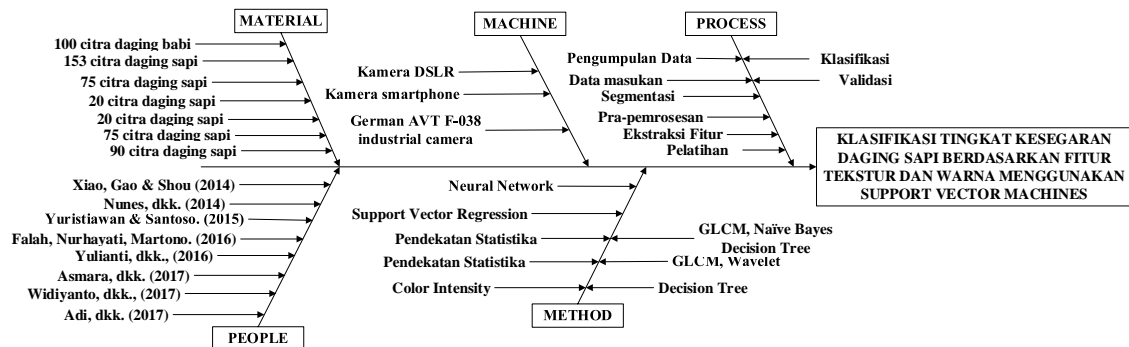 MATERIAL
100 citra daging babi
153 citra daging sapi
75 citra daging sapi
20 citra daging sapi
20 citra daging sapi
75 citra daging sapi
90 citra daging sapi
MACHINE
Kamera DSLR
Kamera smartphone
German AVT F-038
industrial camera
PROCESS
Pengumpulan Data
Data masukan
Segmentasi
Pra-pemrosesan
Ekstraksi Fitur
Pelatihan
Klasifikasi
Validasi
KLASIFIKASI TINGKAT KESEGARAN
DAGING SAPI BERDASARKAN FITUR
TEKSTUR DAN WARNA MENGGUNAKAN
SUPPORT VECTOR MACHINES
Xiao, Gao & Shou (2014)
Nunes, dkk. (2014)
Yuristiawan & Santoso. (2015)
Falah, Nurhayati, Martono. (2016)
Yulianti, dkk., (2016)
Asmara, dkk. (2017)
Widiyanto, dkk., (2017)
Adi, dkk. (2017)
PEOPLE
Neural Network
Support Vector Regression
Pendekatan Statistika
Pendekatan Statistika
Color Intensity
GLCM, Naïve Bayes
Decision Tree
GLCM, Wavelet
Decision Tree
METHOD